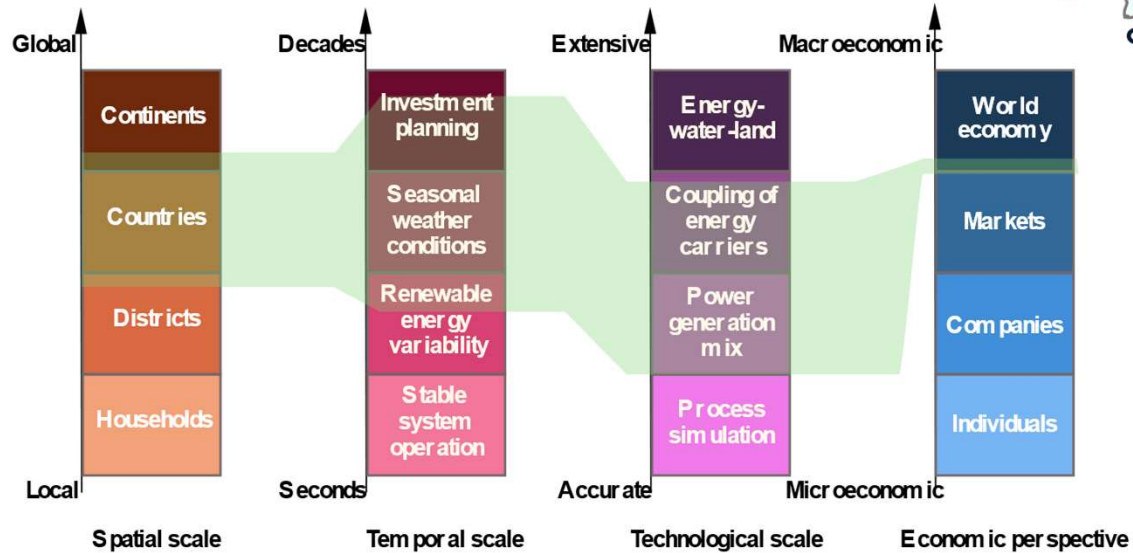 Global
Decades
Extensive
Macroeconomic
Continents
Countries
Districts
Households
Investment
planning
Seasonal
weather
conditions
Renewable
energy
variability
Stable
system
operation
Energy-
water-land
Coupling of
energy
carriers
Power
generation
mix
Process
simulation
World
economy
Markets
Companies
Individuals
Local
Seconds
Accurate
Microeconomic
Spatial scale
Temporal scale
Technological scale
Economic perspective